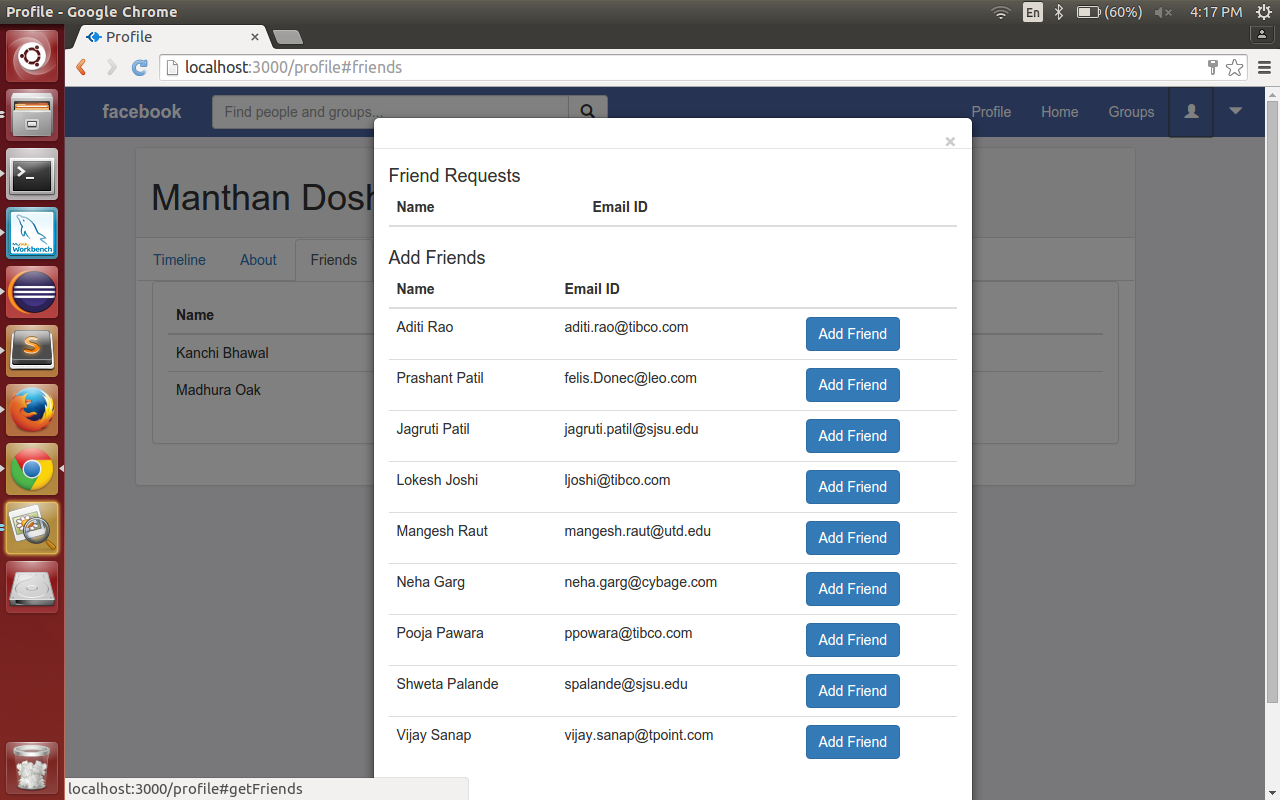 Profile - Google Chrome
En
(60%)
4:17 PM
Profile
localhost:3000/profile#friends
facebook
Find people and groups...
Profile
Home
Groups
×
Manthan Dosh
Timeline
About
Friends
Name
Kanchi Bhawal
Madhura Oak
Friend Requests
Name Email ID
Add Friends
Name Email ID
Aditi Rao aditi.rao@tibco.com Add Friend
Prashant Patil felis.Donec@leo.com Add Friend
Jagruti Patil jagruti.patil@sjsu.edu Add Friend
Lokesh Joshi ljoshi@tibco.com Add Friend
Mangesh Raut mangesh.raut@utd.edu Add Friend
Neha Garg neha.garg@cybage.com Add Friend
Pooja Pawara ppowara@tibco.com Add Friend
Shweta Palande spalande@sjsu.edu Add Friend
Vijay Sanap vijay.sanap@tpoint.com Add Friend
Workbench
localhost:3000/profile#getFriends